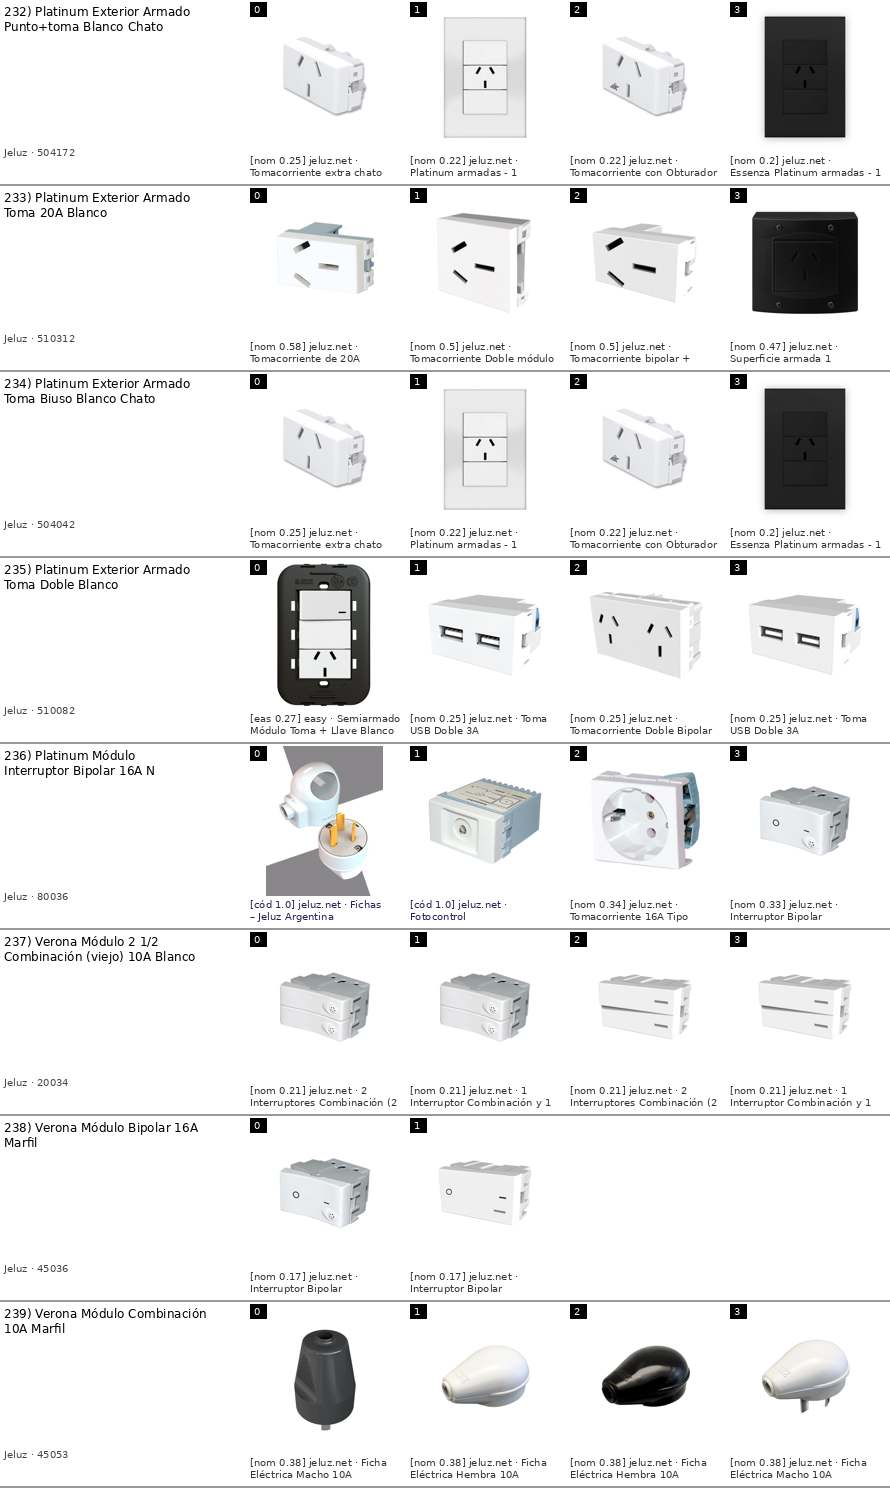 232) Platinum Exterior Armado
Punto+toma Blanco Chato
Jeluz · 504172
0
[nom 0.25] jeluz.net ·
Tomacorriente extra chato
1
[nom 0.22] jeluz.net ·
Platinum armadas - 1
2
[nom 0.22] jeluz.net ·
Tomacorriente con Obturador
3
[nom 0.2] jeluz.net ·
Essenza Platinum armadas - 1
233) Platinum Exterior Armado
Toma 20A Blanco
Jeluz · 510312
0
[nom 0.58] jeluz.net ·
Tomacorriente de 20A
1
[nom 0.5] jeluz.net ·
Tomacorriente Doble módulo
2
[nom 0.5] jeluz.net ·
Tomacorriente bipolar +
3
[nom 0.47] jeluz.net ·
Superficie armada 1
234) Platinum Exterior Armado
Toma Biuso Blanco Chato
Jeluz · 504042
0
[nom 0.25] jeluz.net ·
Tomacorriente extra chato
1
[nom 0.22] jeluz.net ·
Platinum armadas - 1
2
[nom 0.22] jeluz.net ·
Tomacorriente con Obturador
3
[nom 0.2] jeluz.net ·
Essenza Platinum armadas - 1
235) Platinum Exterior Armado
Toma Doble Blanco
Jeluz · 510082
0
[eas 0.27] easy · Semiarmado
Módulo Toma + Llave Blanco
1
[nom 0.25] jeluz.net · Toma
USB Doble 3A
2
[nom 0.25] jeluz.net ·
Tomacorriente Doble Bipolar
3
[nom 0.25] jeluz.net · Toma
USB Doble 3A
236) Platinum Módulo
Interruptor Bipolar 16A N
Jeluz · 80036
0
[cód 1.0] jeluz.net · Fichas
– Jeluz Argentina
1
[cód 1.0] jeluz.net ·
Fotocontrol
2
[nom 0.34] jeluz.net ·
Tomacorriente 16A Tipo
3
[nom 0.33] jeluz.net ·
Interruptor Bipolar
237) Verona Módulo 2 1/2
Combinación (viejo) 10A Blanco
Jeluz · 20034
0
[nom 0.21] jeluz.net · 2
Interruptores Combinación (2
1
[nom 0.21] jeluz.net · 1
Interruptor Combinación y 1
2
[nom 0.21] jeluz.net · 2
Interruptores Combinación (2
3
[nom 0.21] jeluz.net · 1
Interruptor Combinación y 1
238) Verona Módulo Bipolar 16A
Marfil
Jeluz · 45036
0
[nom 0.17] jeluz.net ·
Interruptor Bipolar
1
[nom 0.17] jeluz.net ·
Interruptor Bipolar
239) Verona Módulo Combinación
10A Marfil
Jeluz · 45053
0
[nom 0.38] jeluz.net · Ficha
Eléctrica Macho 10A
1
[nom 0.38] jeluz.net · Ficha
Eléctrica Hembra 10A
2
[nom 0.38] jeluz.net · Ficha
Eléctrica Hembra 10A
3
[nom 0.38] jeluz.net · Ficha
Eléctrica Macho 10A